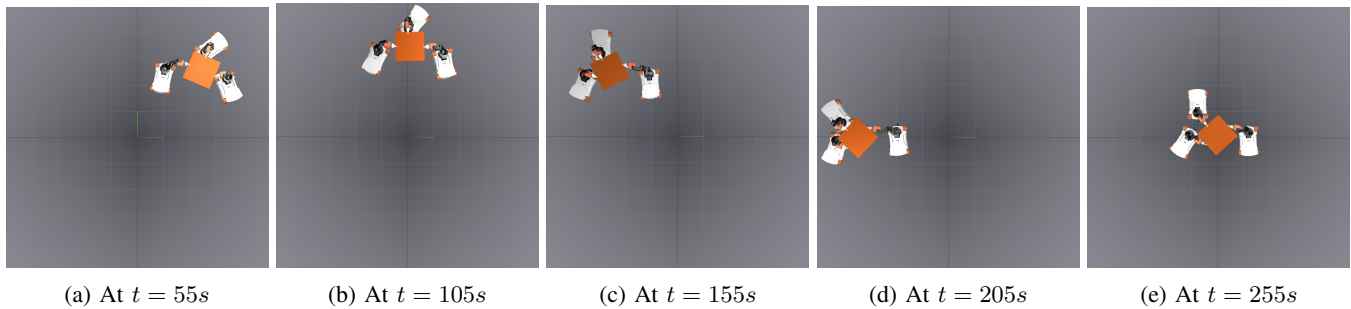 (a) At t = 55s
(b) At t = 105s
(c) At t = 155s
(d) At t = 205s
(e) At t = 255s